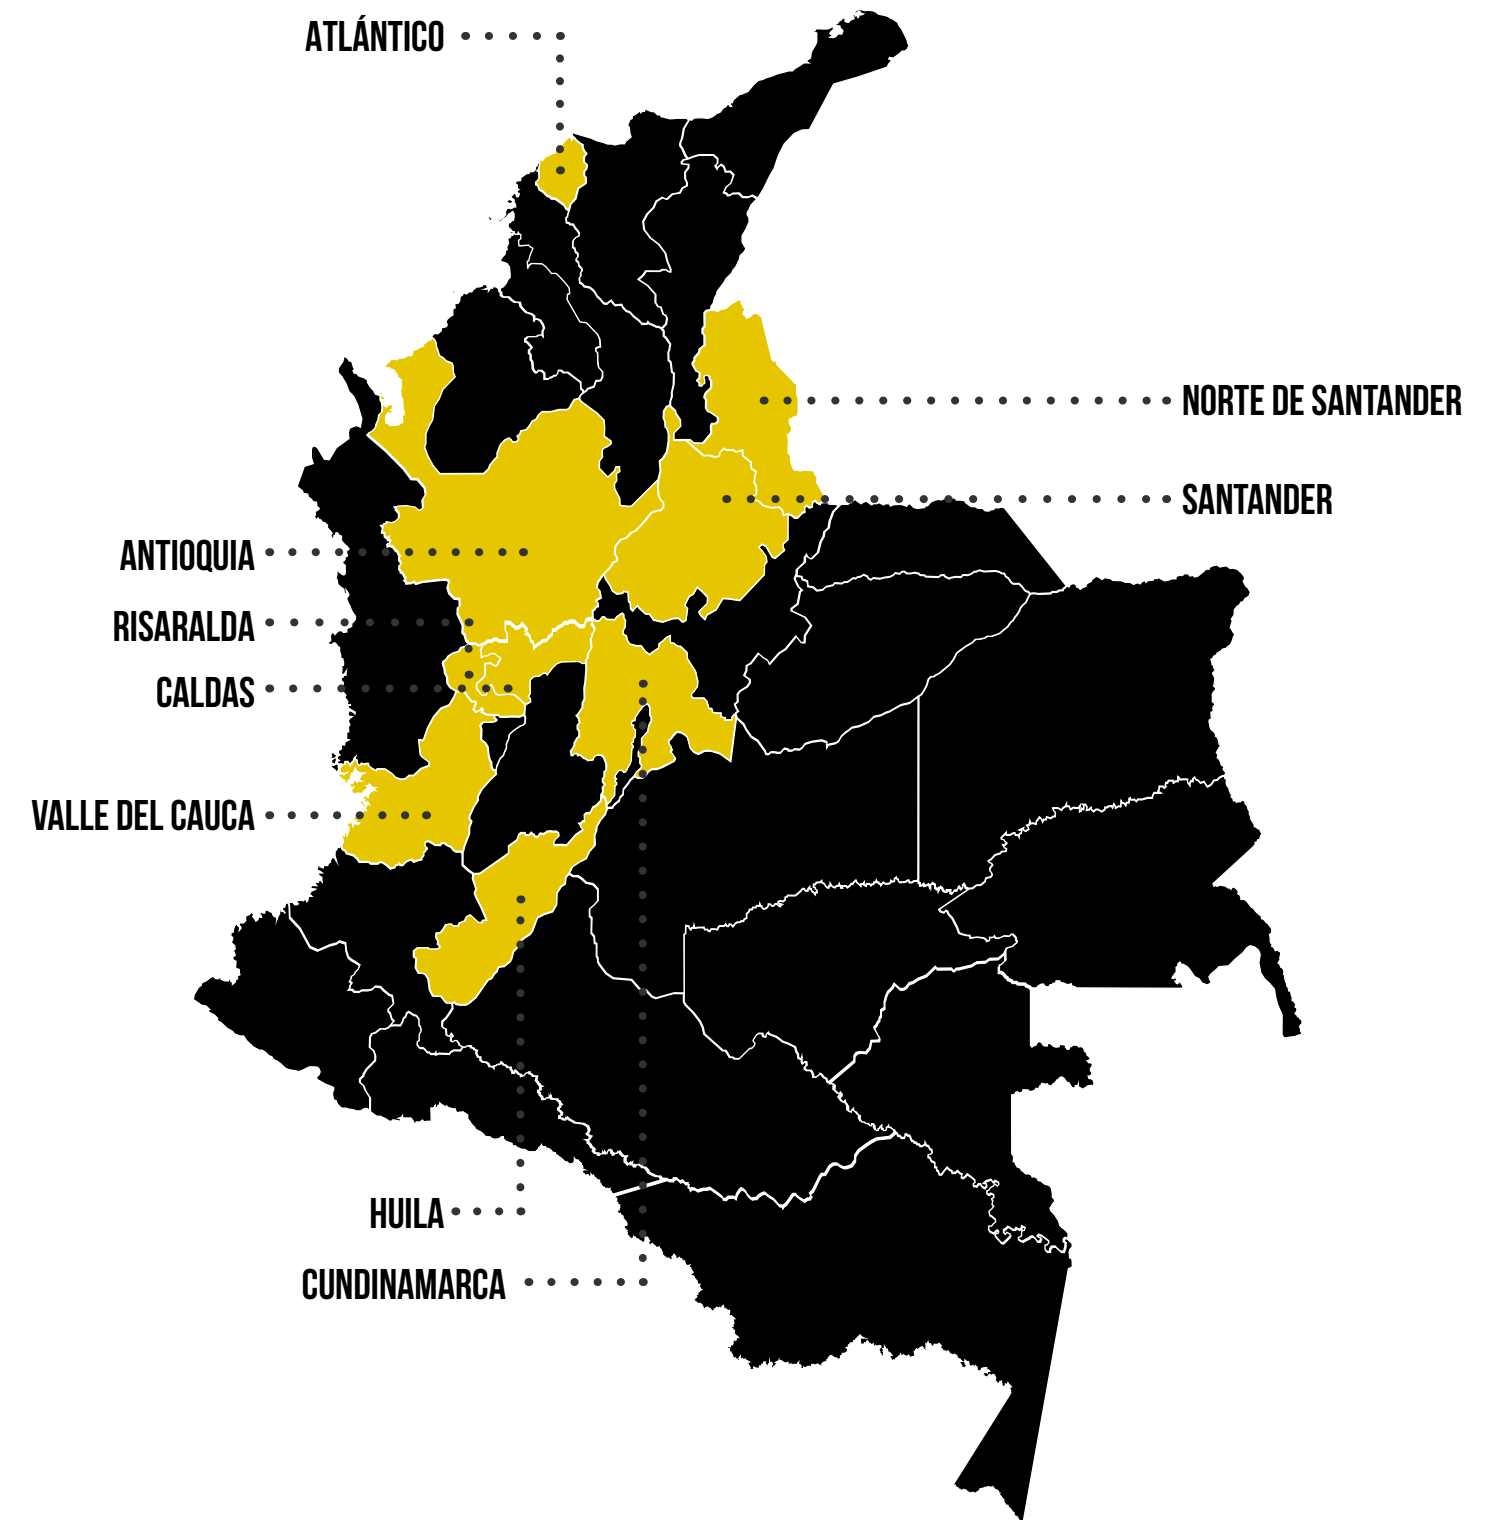 ATLÁNTICO
NORTE DE SANTANDER
SANTANDER
ANTIOQUIA
RISARALDA
CALDAS
VALLE DEL CAUCA
HUILA
CUNDINAMARCA